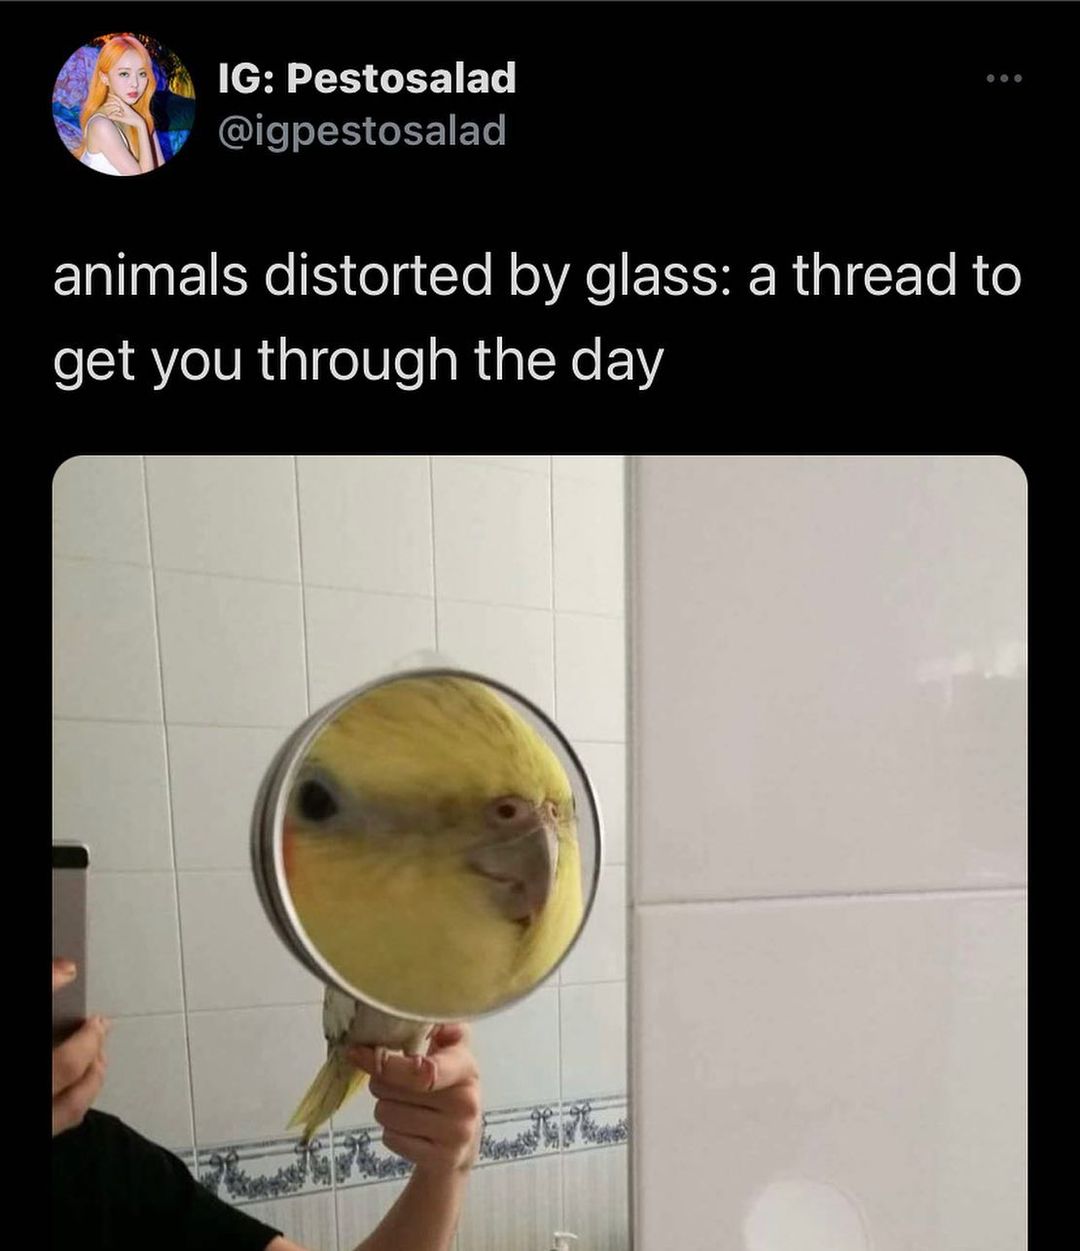 IG: Pestosalad
@igpestosalad
animals distorted by glass: a thread to
get you through the day